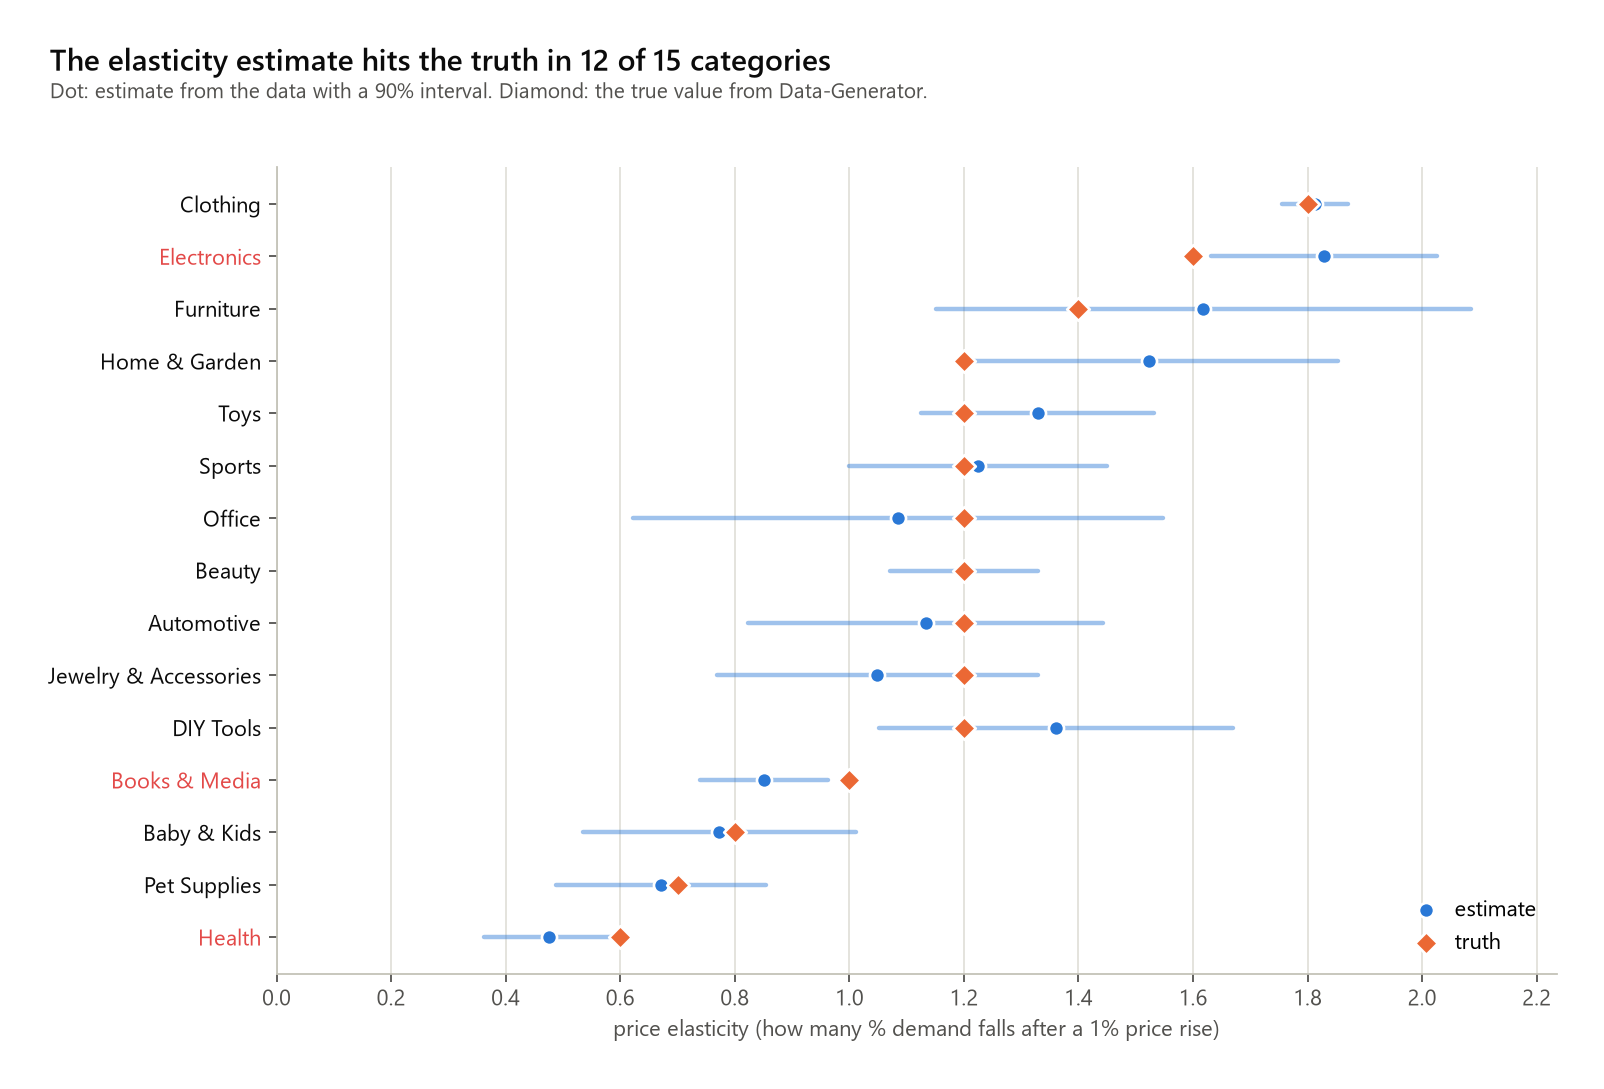 The elasticity estimate hits the truth in 12 of 15 categories
Dot: estimate from the data with a 90% interval. Diamond: the true value from Data-Generator.
Clothing
Electronics
Furniture
Home & Garden
Toys
Sports
Office
Beauty
Automotive
Jewelry & Accessories
DIY Tools
Books & Media
Baby & Kids
Pet Supplies
Health
estimate
truth
0.0 0.2 0.4 0.6 0.8 1.0 1.2 1.4 1.6 1.8 2.0 2.2
price elasticity (how many % demand falls after a 1% price rise)